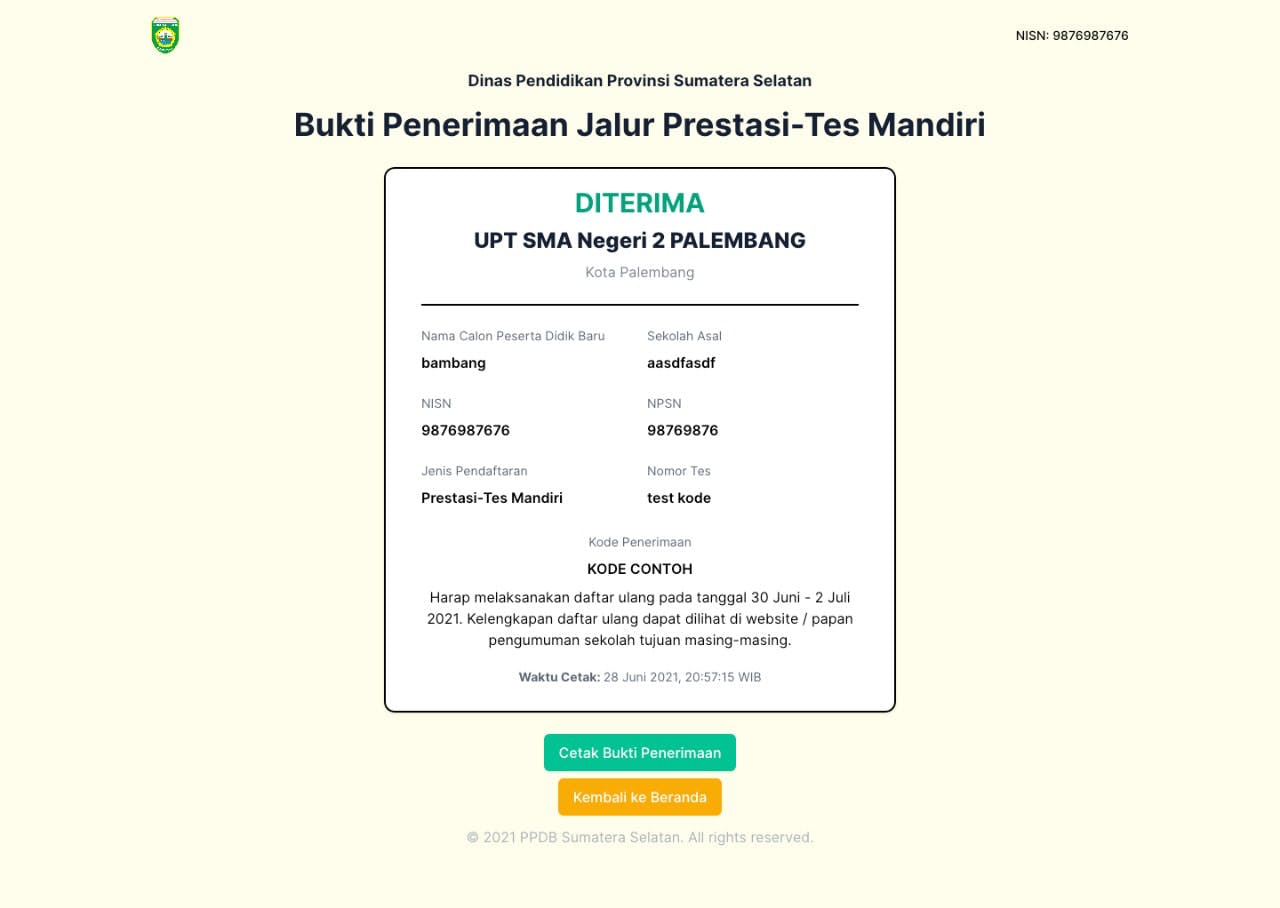 NISN: 9876987676
Dinas Pendidikan Provinsi Sumatera Selatan
Bukti Penerimaan Jalur Prestasi-Tes Mandiri
DITERIMA
UPT SMA Negeri 2 PALEMBANG
Kota Palembang
Nama Calon Peserta Didik Baru
bambang
Sekolah Asal
aasdfasdf
NISN
9876987676
NPSN
98769876
Jenis Pendaftaran
Prestasi-Tes Mandiri
Nomor Tes
test kode
Kode Penerimaan
KODE CONTOH
Harap melaksanakan daftar ulang pada tanggal 30 Juni - 2 Juli
2021. Kelengkapan daftar ulang dapat dilihat di website / papan
pengumuman sekolah tujuan masing-masing.
Waktu Cetak: 28 Juni 2021, 20:57:15 WIB
Cetak Bukti Penerimaan
Kembali ke Beranda
© 2021 PPDB Sumatera Selatan. All rights reserved.